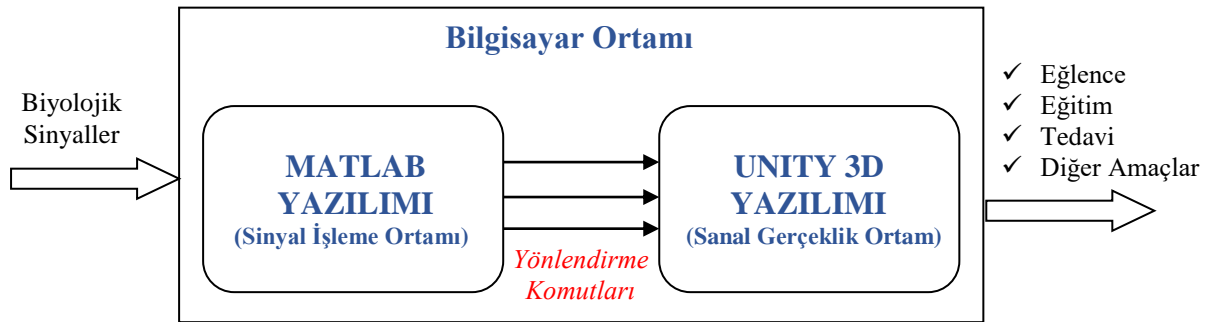 Bilgisayar Ortamı
Biyolojik
Sinyaller
MATLAB
YAZILIMI
(Sinyal İşleme Ortamı)
Yönlendirme
Komutları
UNITY 3D
YAZILIMI
(Sanal Gerçeklik Ortam)
✓ Eğlence
✓ Eğitim
✓ Tedavi
✓ Diğer Amaçlar